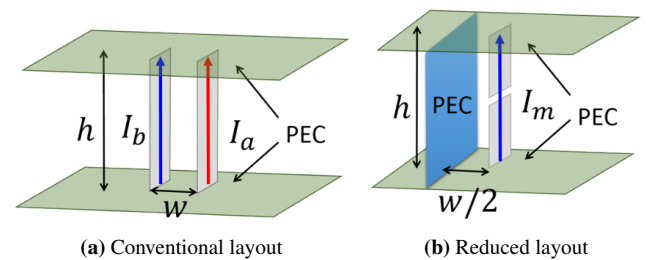 h
I_b
I_a
PEC
w
(a) Conventional layout
h
PEC
I_m
PEC
w/2
(b) Reduced layout